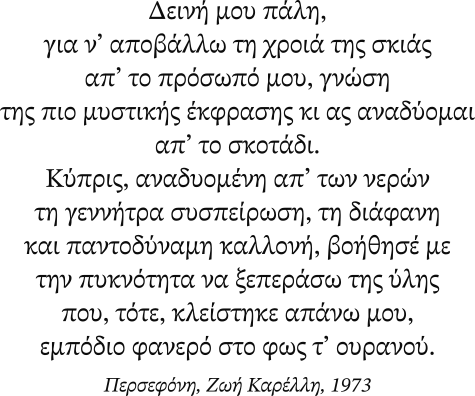 Δεινή μου πάλη,
για ν’ αποβάλλω τη χροιά της σκιάς
απ’ το πρόσωπό μου, γνώση
της πιο μυστικής έκφρασης κι ας αναδύομαι
απ’ το σκοτάδι.
Κύπρις, αναδυομένη απ’ των νερών
τη γεννήτρα συσπείρωση, τη διάφανη
και παντοδύναμη καλλονή, βοήθησέ με
την πυκνότητα να ξεπεράσω της ύλης
που, τότε, κλείστηκε απάνω μου,
εμπόδιο φανερό στο φως τ’ ουρανού.
Περσεφόνη, Ζωή Καρέλλη, 1973